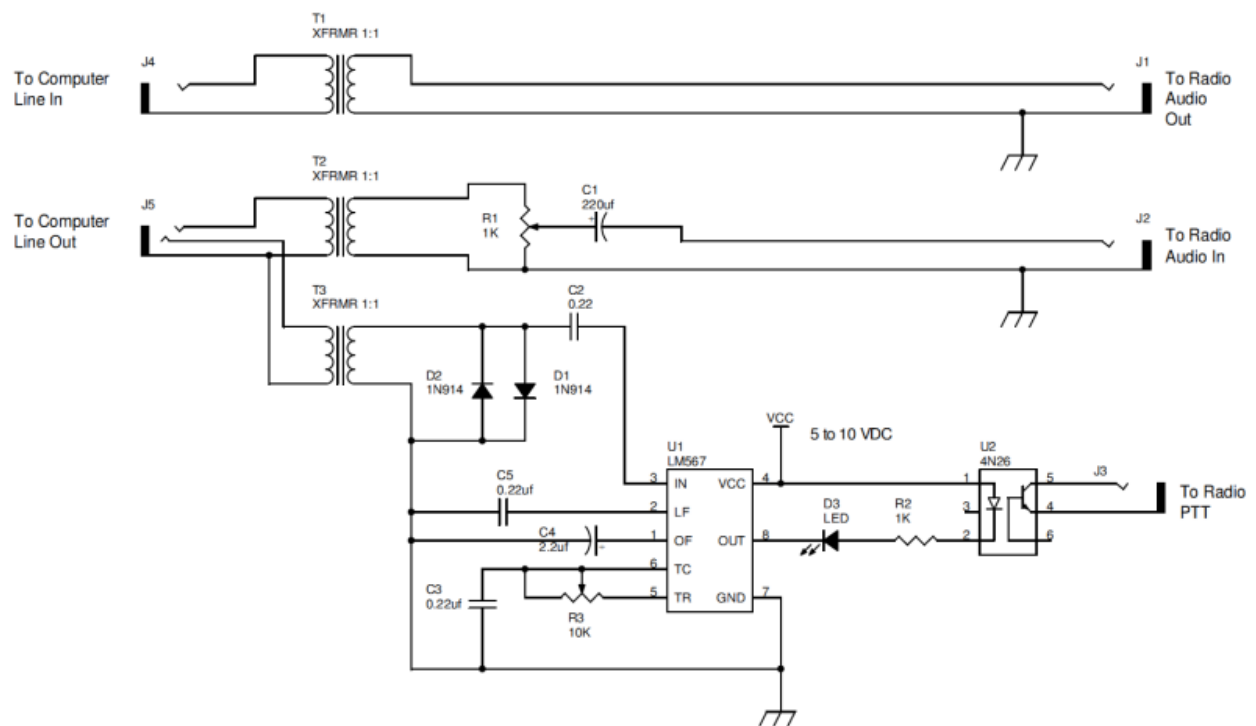 T1
XFRMR 1:1
To Computer
Line In
J4
J1
To Radio
Audio
Out
T2
XFRMR 1:1
To Computer
Line Out
J5
R1
1K
C1
220uf
+
J2
To Radio
Audio In
T3
XFRMR 1:1
C2
0.22
D2
1N914
D1
1N914
VCC
5 to 10 VDC
U1
LM567
U2
4N26
C5
0.22uf
3
IN
VCC
4
1
5
J3
To Radio
PTT
2
LF
D3
LED
R2
1K
3
4
C4
2.2uf
+
1
OF
OUT
8
2
6
6
TC
C3
0.22uf
R3
10K
5
TR
GND
7